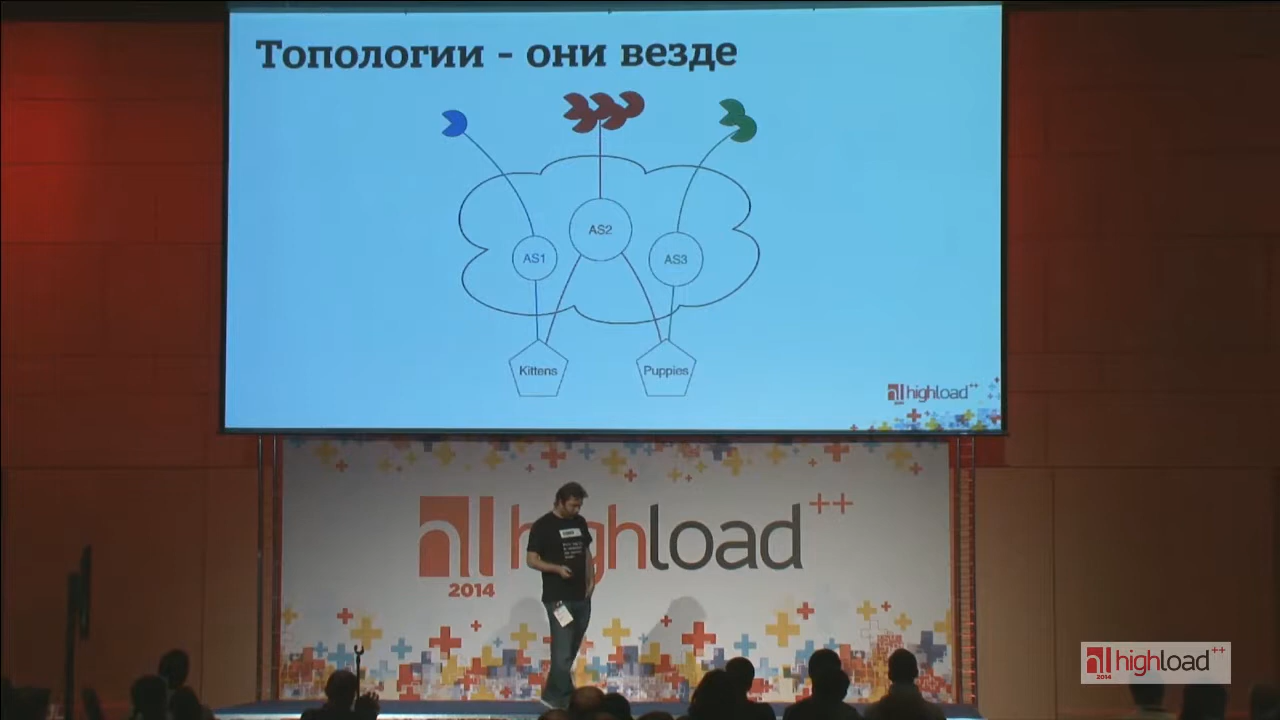 Топологии - они везде
AS1
AS2
AS3
Kittens
Puppies
highload++
highload++
2014
highload++
2014